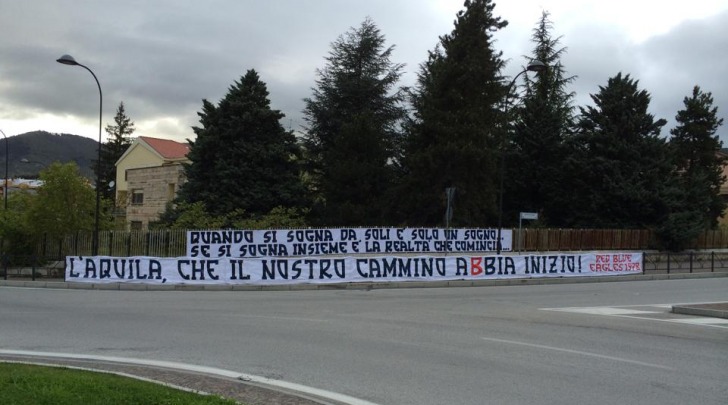 QUANDO SI SOGNA DA SOLI E' SOLO UN SOGNO...
SE SI SOGNA INSIEME E' LA REALTA' CHE COMINCIA...
L'AQUILA, CHE IL NOSTRO CAMMINO ABBIA INIZIO!
RED BLUE
EAGLES 1978